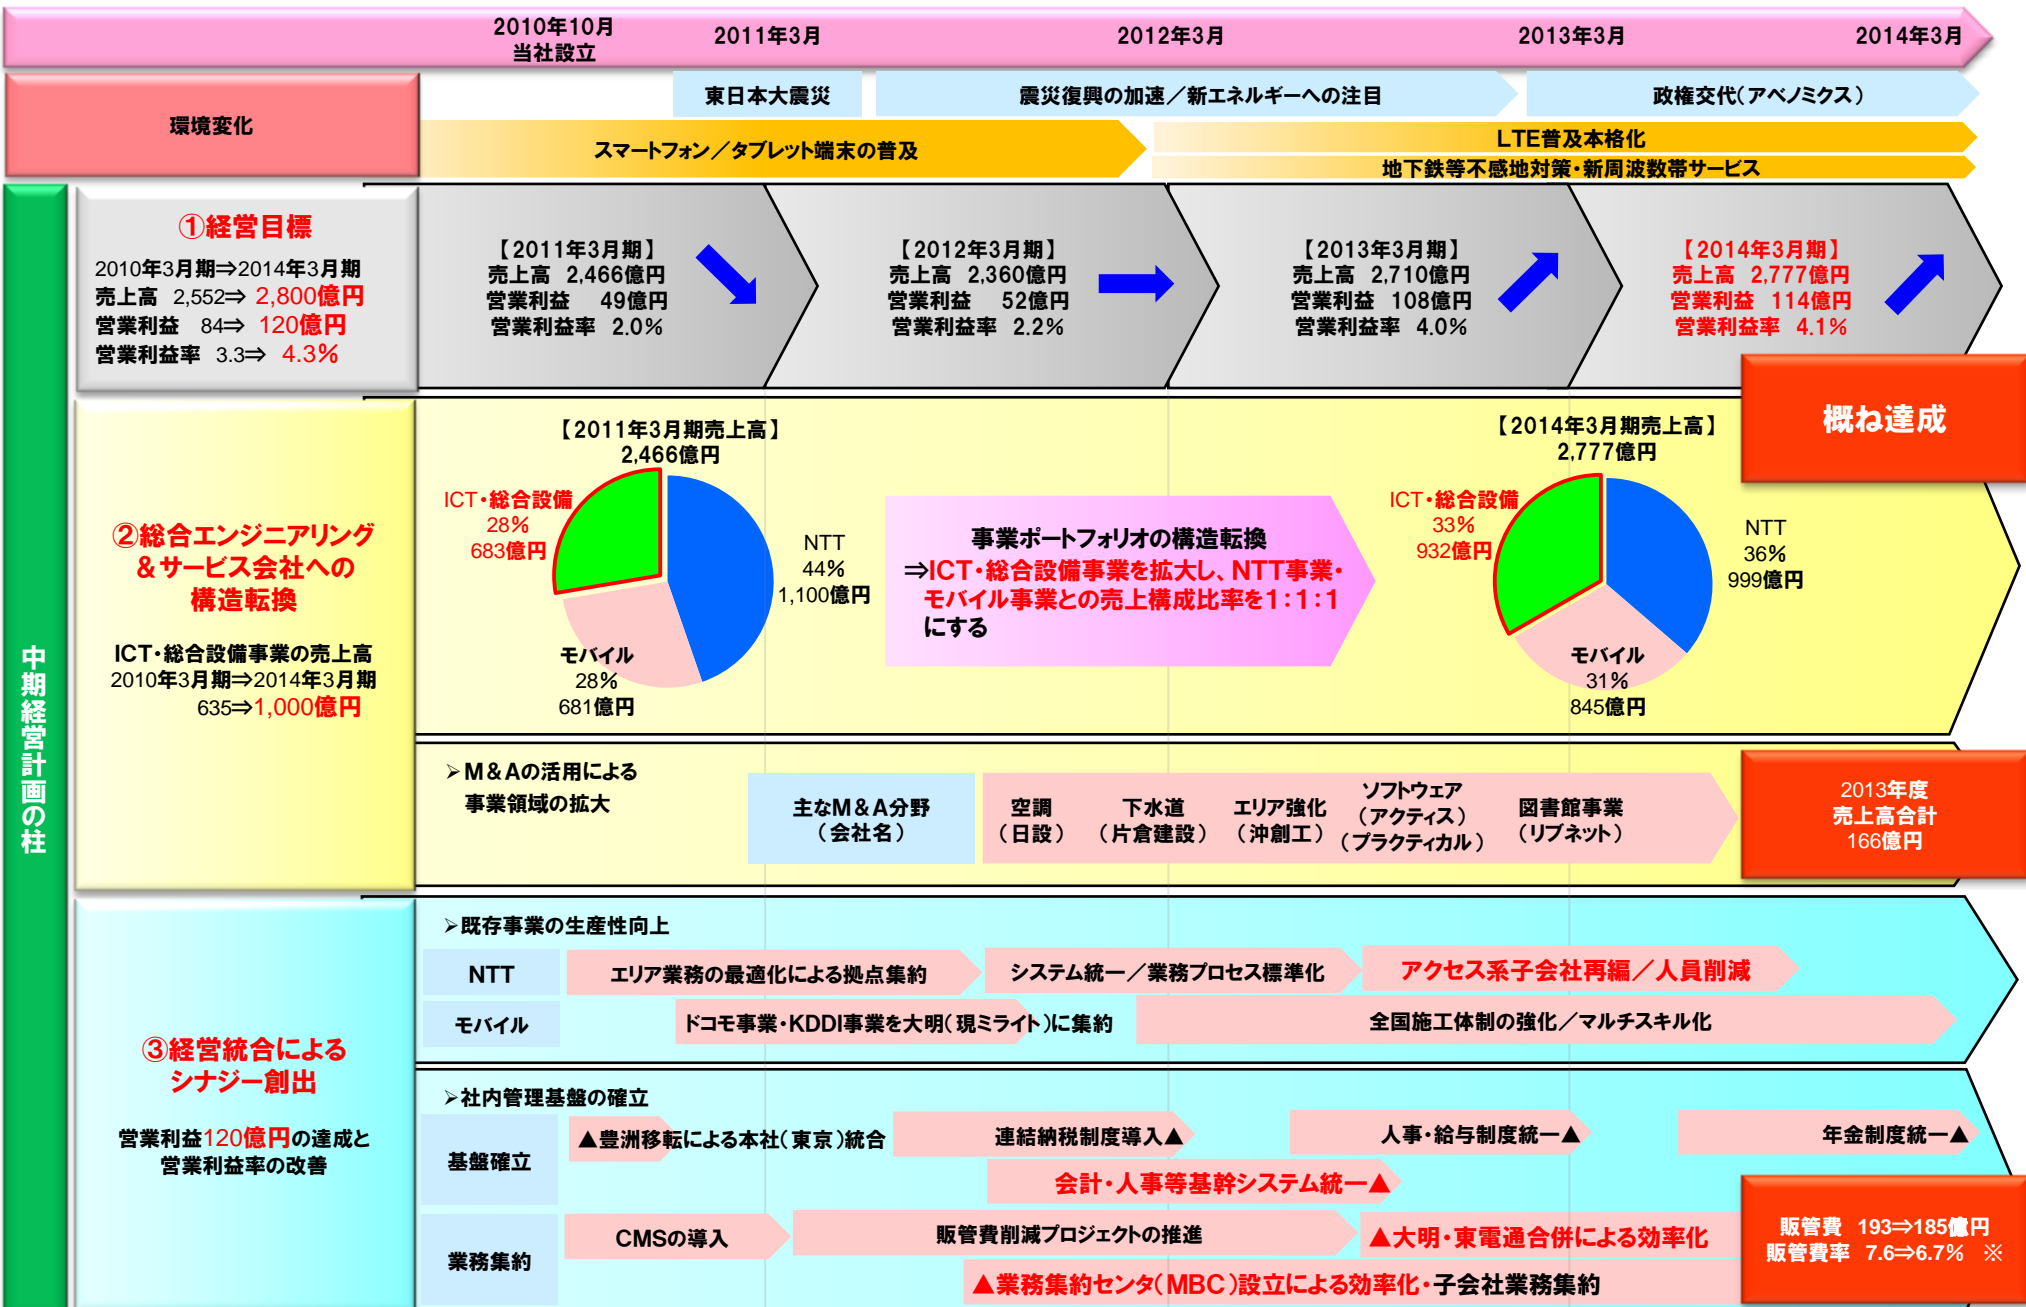 2010年10月
当社設立
2011年3月
2012年3月
2013年3月
2014年3月
環境変化
東日本大震災
震災復興の加速／新エネルギーへの注目
政権交代（アベノミクス）
スマートフォン／タブレット端末の普及
LTE普及本格化
地下鉄等不感地対策・新周波数帯サービス
中期経営計画の柱
①経営目標
2010年3月期⇒2014年3月期
売上高 2,552⇒ 2,800億円
営業利益 84⇒ 120億円
営業利益率 3.3⇒ 4.3％
【2011年3月期】
売上高 2,466億円
営業利益 49億円
営業利益率 2.0％
【2012年3月期】
売上高 2,360億円
営業利益 52億円
営業利益率 2.2％
【2013年3月期】
売上高 2,710億円
営業利益 108億円
営業利益率 4.0％
【2014年3月期】
売上高 2,777億円
営業利益 114億円
営業利益率 4.1％
概ね達成
②総合エンジニアリング
＆サービス会社への
構造転換
ICT・総合設備事業の売上高
2010年3月期⇒2014年3月期
635⇒1,000億円
【2011年3月期売上高】
2,466億円
ICT・総合設備
28％
683億円
NTT
44％
1,100億円
モバイル
28％
681億円
事業ポートフォリオの構造転換
⇒ICT・総合設備事業を拡大し、NTT事業・
モバイル事業との売上構成比率を1：1：1
にする
【2014年3月期売上高】
2,777億円
ICT・総合設備
33％
932億円
NTT
36％
999億円
モバイル
31％
845億円
➢M＆Aの活用による
事業領域の拡大
主なM＆A分野
（会社名）
空調
（日設）
下水道
（片倉建設）
エリア強化
（沖創工）
ソフトウェア
（アクティス）
（プラクティカル）
図書館事業
（リブネット）
2013年度
売上高合計
166億円
③経営統合による
シナジー創出
営業利益120億円の達成と
営業利益率の改善
➢既存事業の生産性向上
NTT
エリア業務の最適化による拠点集約
システム統一／業務プロセス標準化
アクセス系子会社再編／人員削減
モバイル
ドコモ事業・KDDI事業を大明（現ミライト）に集約
全国施工体制の強化／マルチスキル化
➢社内管理基盤の確立
基盤確立
▲豊洲移転による本社（東京）統合
連結納税制度導入▲
人事・給与制度統一▲
年金制度統一▲
会計・人事等基幹システム統一▲
業務集約
CMSの導入
販管費削減プロジェクトの推進
▲大明・東電通合併による効率化
▲業務集約センタ（MBC）設立による効率化・子会社業務集約
販管費 193⇒185億円
販管費率 7.6⇒6.7％ ※